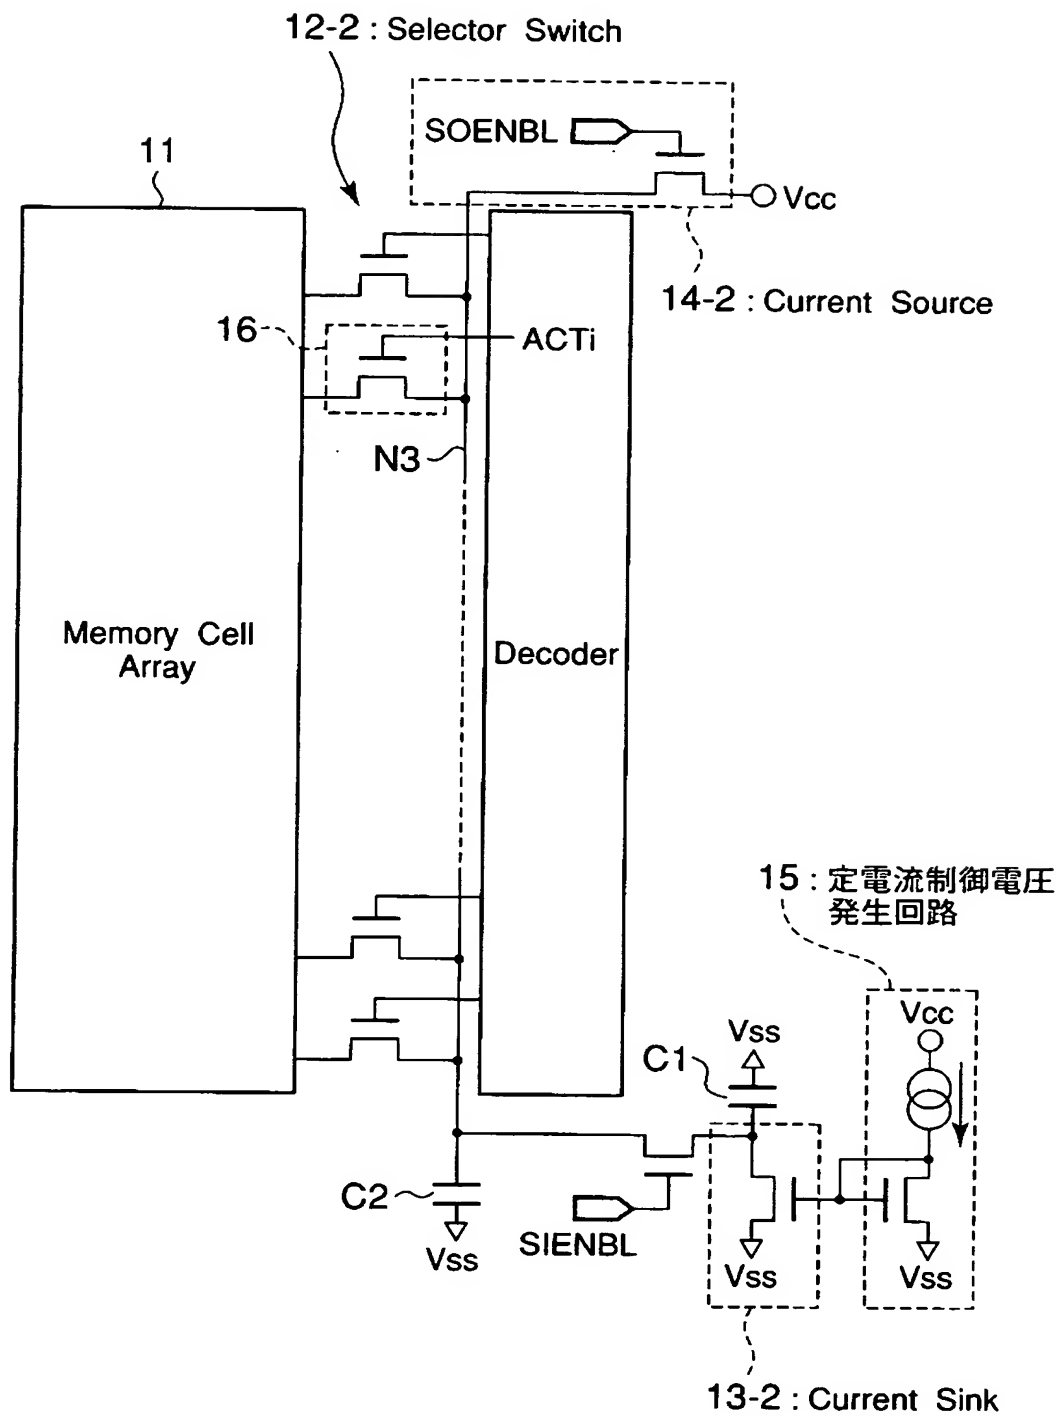 12-2 : Selector Switch
SOENBL
11
Vcc
14-2 : Current Source
16
ACTi
N3
Memory Cell
Array
Decoder
15 : 定電流制御電圧
発生回路
Vcc
Vss
C1
C2
Vss
SIENBL
Vss
Vss
13-2 : Current Sink